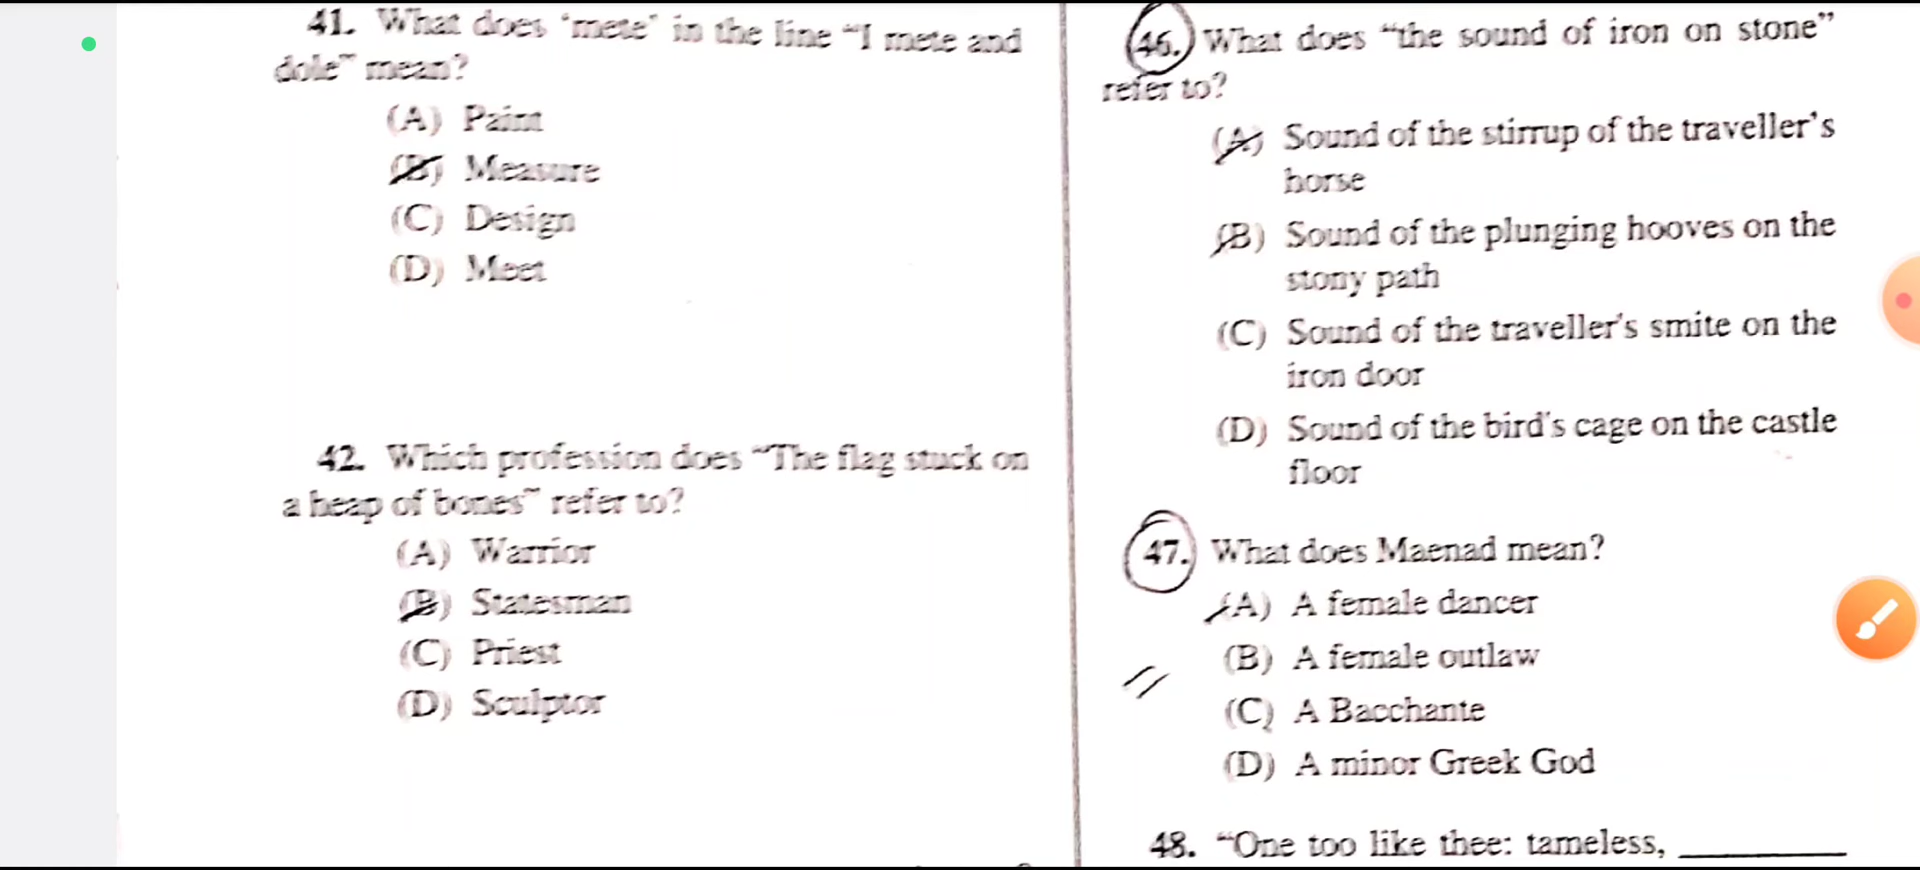 41. What does ‘mete’ in the line “I mete and
dole” mean?
(A) Paint
(B) Measure
(C) Design
(D) Meet
42. Which profession does “The flag stuck on
a heap of bones” refer to?
(A) Warrior
(B) Statesman
(C) Priest
(D) Sculptor
46. What does “the sound of iron on stone”
refer to?
(A) Sound of the stirrup of the traveller’s
horse
(B) Sound of the plunging hooves on the
stony path
(C) Sound of the traveller's smite on the
iron door
(D) Sound of the bird's cage on the castle
floor
47. What does Maenad mean?
(A) A female dancer
(B) A female outlaw
(C) A Bacchante
(D) A minor Greek God
48. “One too like thee: tameless, ________